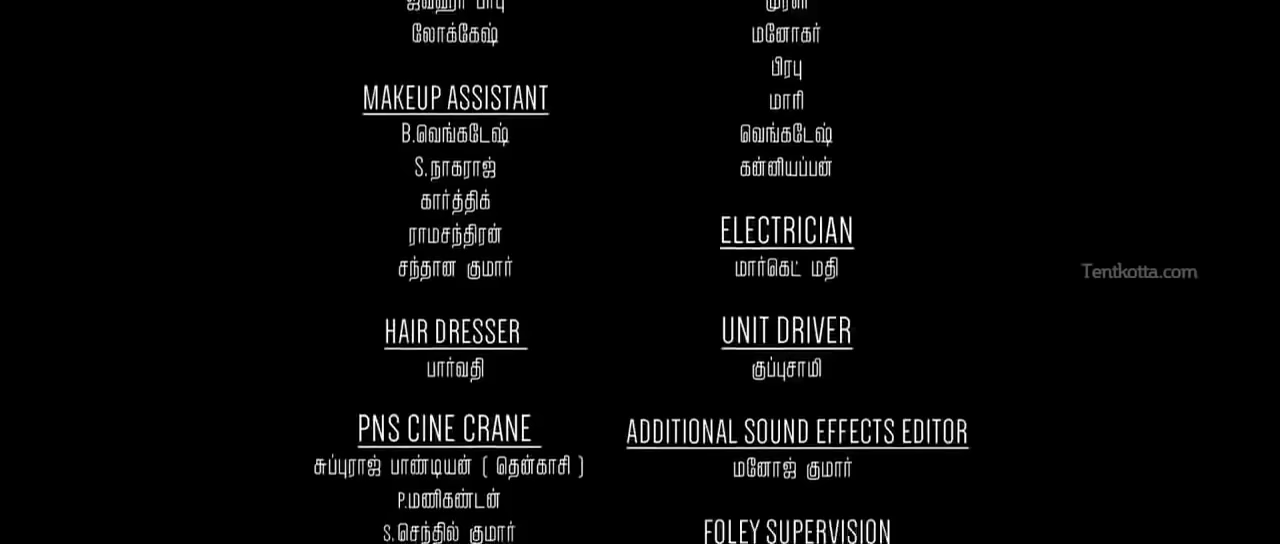 லோக்கேஷ்
MAKEUP ASSISTANT
B.வெங்கடேஷ்
S.நாகராஜ்
கார்த்திக்
ராமசந்திரன்
சந்தான குமார்
HAIR DRESSER
பார்வதி
PNS CINE CRANE
சுப்புராஜ் பாண்டியன் ( தென்காசி )
P.மணிகண்டன்
S.செந்தில் குமார்
முரளி
மனோகர்
பிரபு
மாரி
வெங்கடேஷ்
கன்னியப்பன்
ELECTRICIAN
மார்கெட் மதி
UNIT DRIVER
குப்புசாமி
ADDITIONAL SOUND EFFECTS EDITOR
மனோஜ் குமார்
FOLEY SUPERVISION
Tentkotta.com